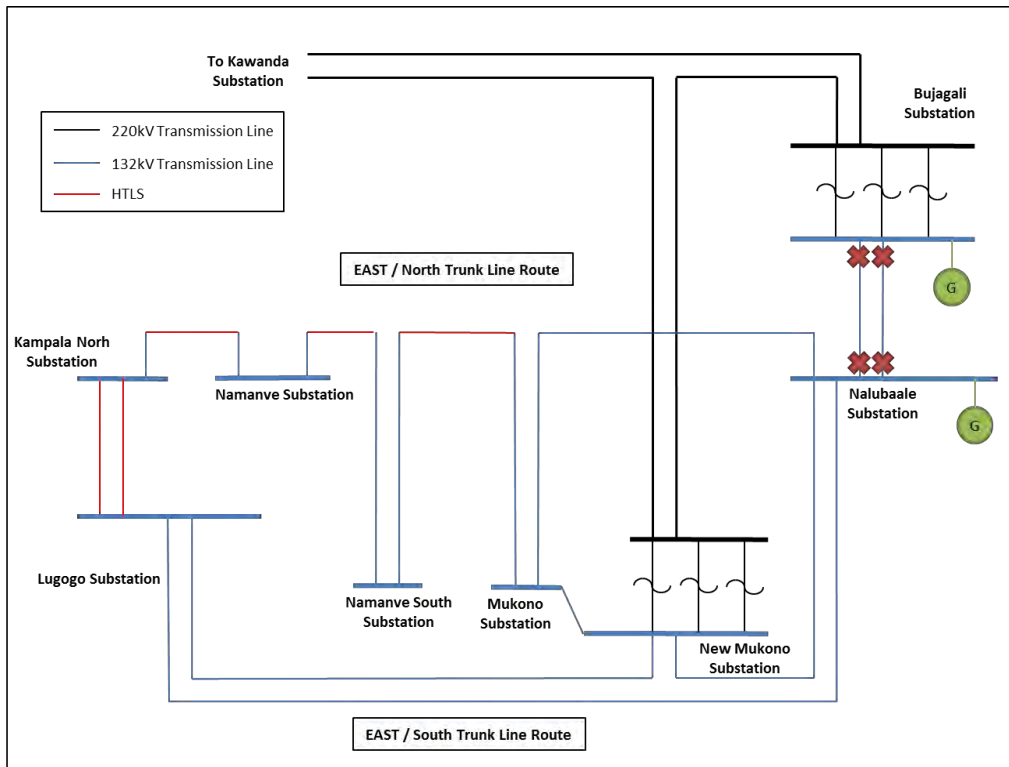 To Kawanda
Substation
Bujagali
Substation
220kV Transmission Line
132kV Transmission Line
HTLS
EAST / North Trunk Line Route
G
Kampala Norh
Substation
Namanve Substation
Nalubaale
Substation
G
Lugogo Substation
Namanve South
Substation
Mukono
Substation
New Mukono
Substation
EAST / South Trunk Line Route